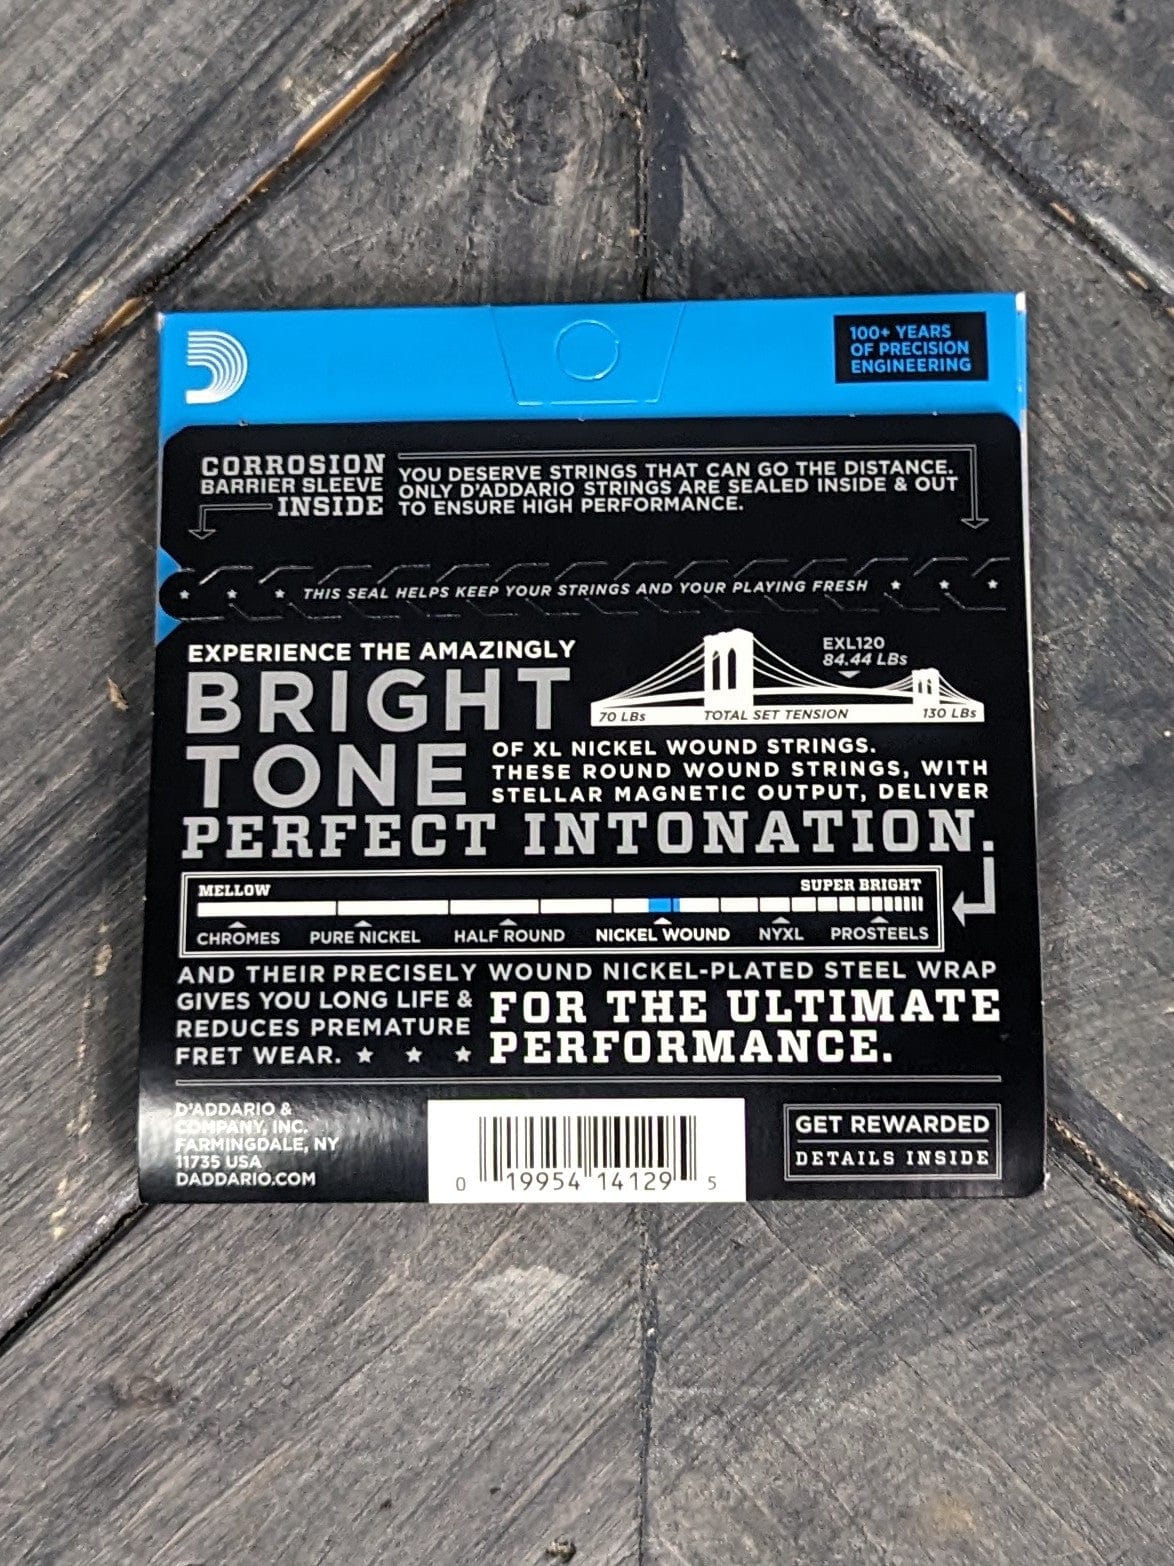 100+ YEARS
OF PRECISION
ENGINEERING
CORROSION
BARRIER SLEEVE
INSIDE
YOU DESERVE STRINGS THAT CAN GO THE DISTANCE.
ONLY D'ADDARIO STRINGS ARE SEALED INSIDE & OUT
TO ENSURE HIGH PERFORMANCE.
THIS SEAL HELPS KEEP YOUR STRINGS AND YOUR PLAYING FRESH
EXPERIENCE THE AMAZINGLY
BRIGHT
TONE
EXL120
84.44 LBs
70 LBs TOTAL SET TENSION 130 LBs
OF XL NICKEL WOUND STRINGS.
THESE ROUND WOUND STRINGS, WITH
STELLAR MAGNETIC OUTPUT, DELIVER
PERFECT INTONATION.
MELLOW SUPER BRIGHT
CHROMES PURE NICKEL HALF ROUND NICKEL WOUND NYXL PROSTEELS
AND THEIR PRECISELY WOUND NICKEL-PLATED STEEL WRAP
GIVES YOU LONG LIFE &
REDUCES PREMATURE
FRET WEAR.
FOR THE ULTIMATE
PERFORMANCE.
D'ADDARIO &
COMPANY, INC.
FARMINGDALE, NY
11735 USA
DADDARIO.COM
0 19954 14129 5
GET REWARDED
DETAILS INSIDE